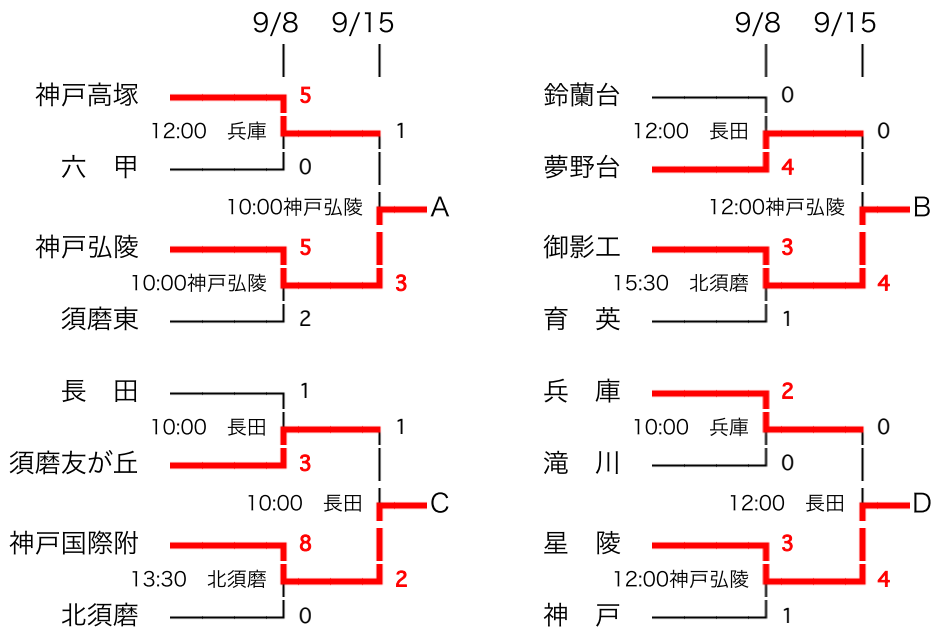 9/8 9/15
神戸高塚 5
12:00 兵庫 1
六 甲 0
10:00神戸弘陵 A
神戸弘陵 5
10:00神戸弘陵 3
須磨東 2
長 田 1
10:00 長田 1
須磨友が丘 3
10:00 長田 C
神戸国際附 8
13:30 北須磨 2
北須磨 0
9/8 9/15
鈴蘭台 0
12:00 長田 0
夢野台 4
12:00神戸弘陵 B
御影工 3
15:30 北須磨 4
育 英 1
兵 庫 2
10:00 兵庫 0
滝 川 0
12:00 長田 D
星 陵 3
12:00神戸弘陵 4
神 戸 1